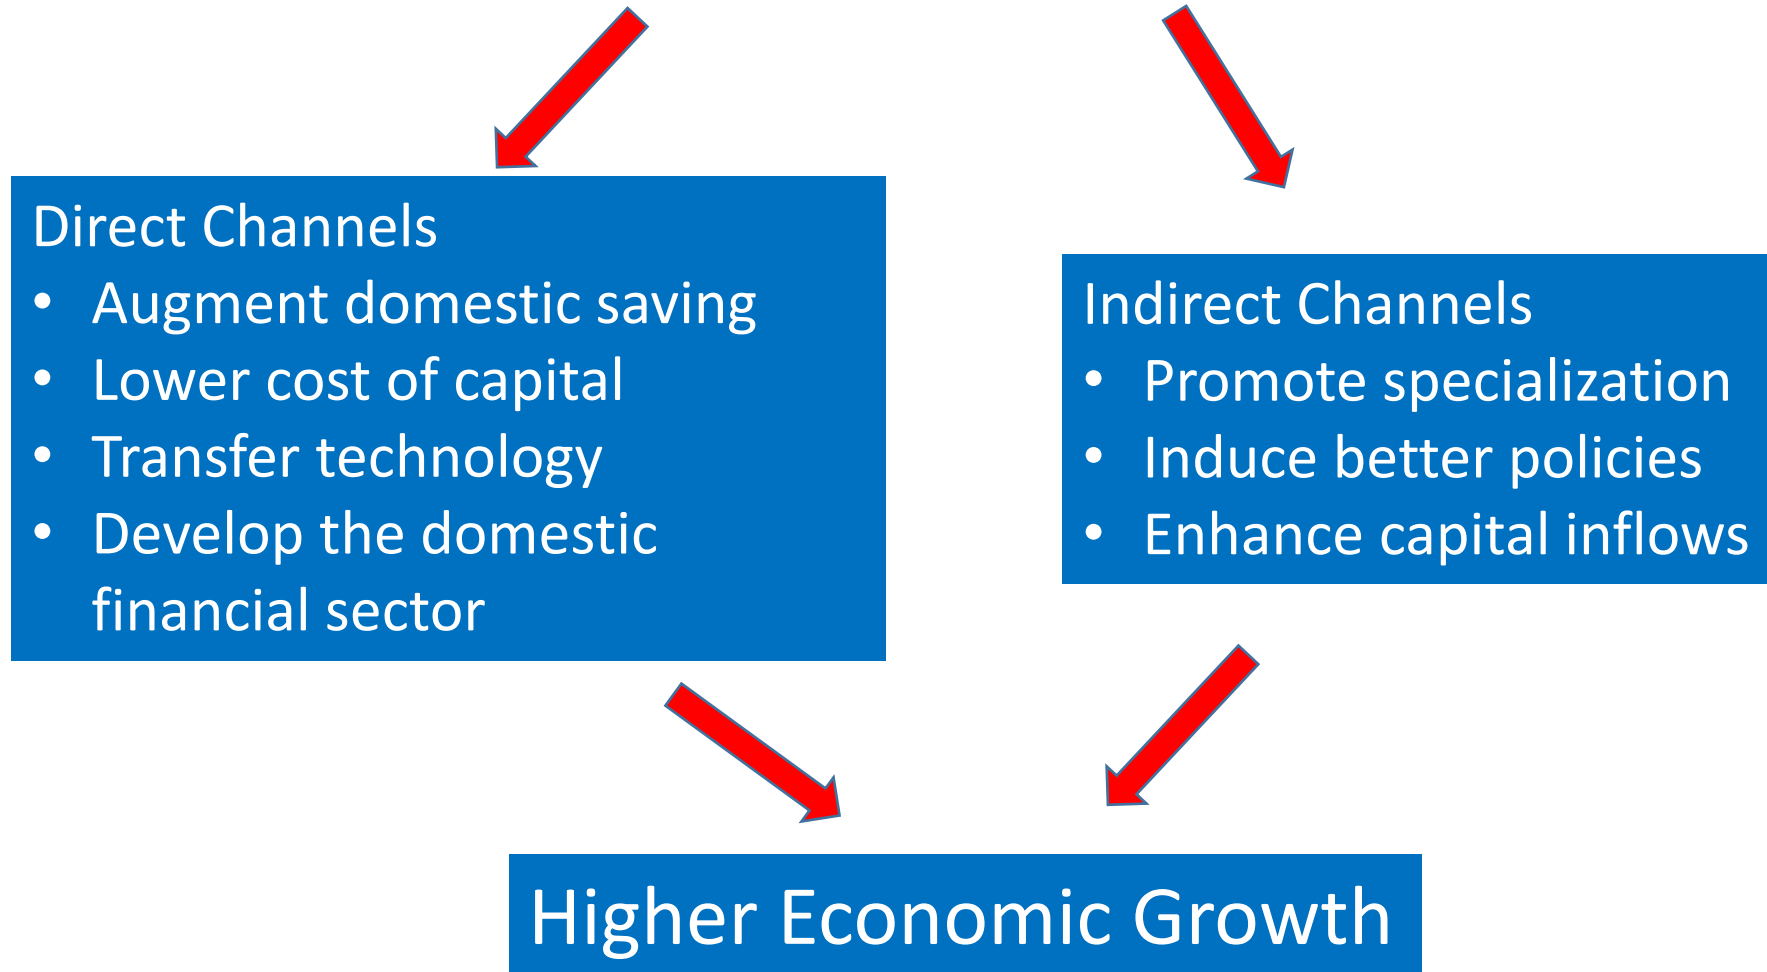 Direct Channels
• Augment domestic saving
• Lower cost of capital
• Transfer technology
• Develop the domestic
financial sector
Indirect Channels
• Promote specialization
• Induce better policies
• Enhance capital inflows
Higher Economic Growth